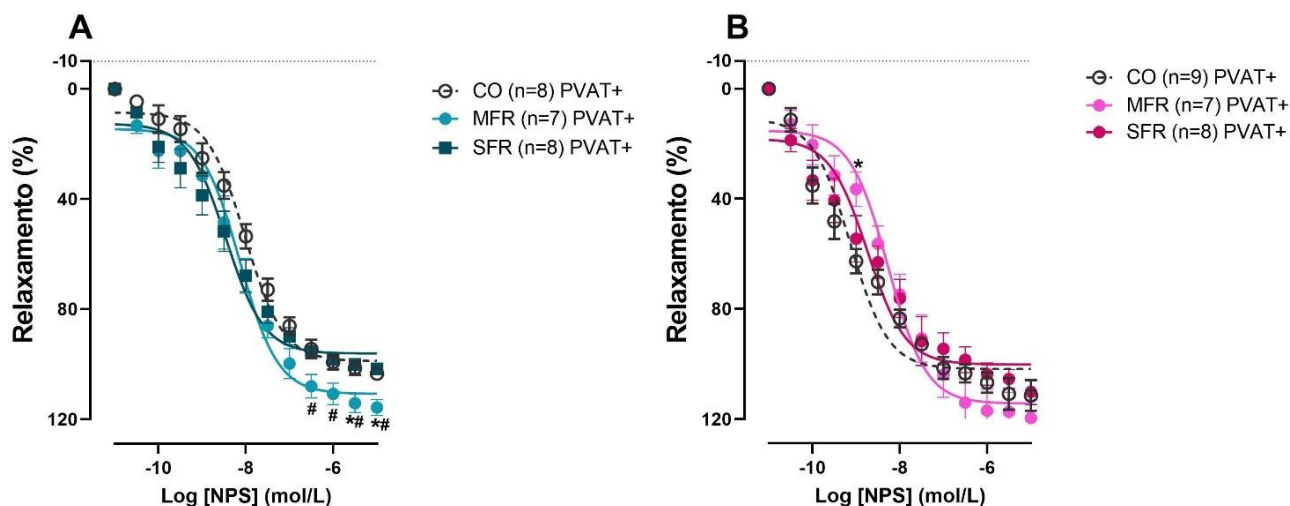 A
-10
0
40
80
120
Relaxamento (%)
-10
-8
-6
Log [NPS] (mol/L)
CO (n=8) PVAT+
MFR (n=7) PVAT+
SFR (n=8) PVAT+
#
#
*#
*#
B
-10
0
40
80
120
Relaxamento (%)
-10
-8
-6
Log [NPS] (mol/L)
CO (n=9) PVAT+
MFR (n=7) PVAT+
SFR (n=8) PVAT+
*